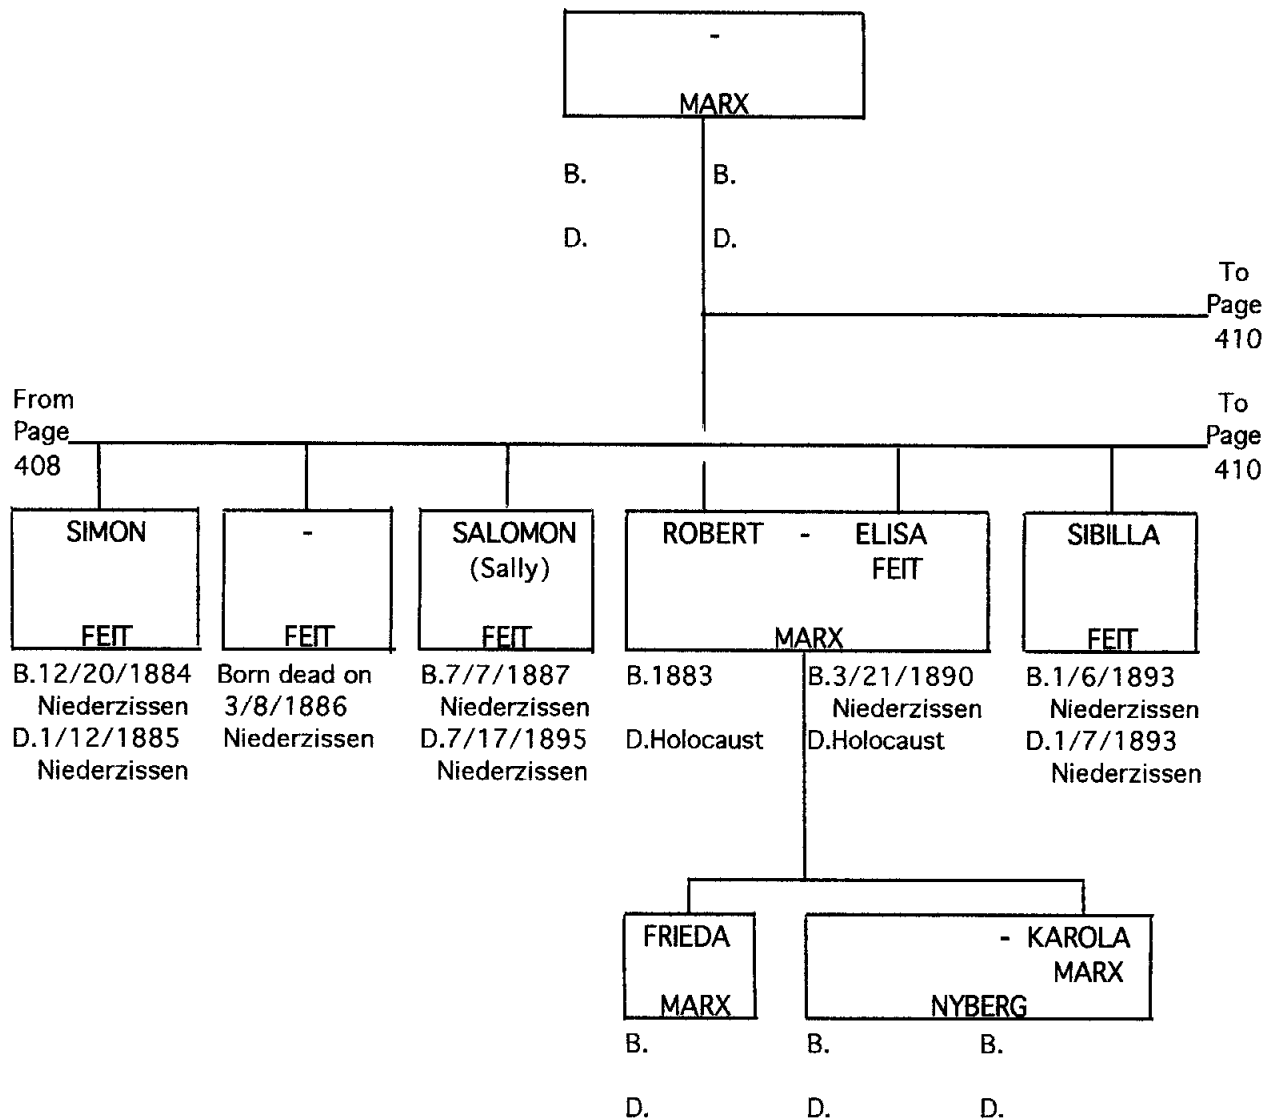 -
MARX
B. B.
D. D.
To
Page
410
From
Page
408
To
Page
410
SIMON
FEIT
B.12/20/1884
Niederzissen
D.1/12/1885
Niederzissen
-
FEIT
Born dead on
3/8/1886
Niederzissen
SALOMON
(Sally)
FEIT
B.7/7/1887
Niederzissen
D.7/17/1895
Niederzissen
ROBERT - ELISA
FEIT
MARX
B.1883
D.Holocaust
B.3/21/1890
Niederzissen
D.Holocaust
SIBILLA
FEIT
B.1/6/1893
Niederzissen
D.1/7/1893
Niederzissen
FRIEDA
MARX
B.
D.
- KAROLA
MARX
NYBERG
B. B.
D. D.